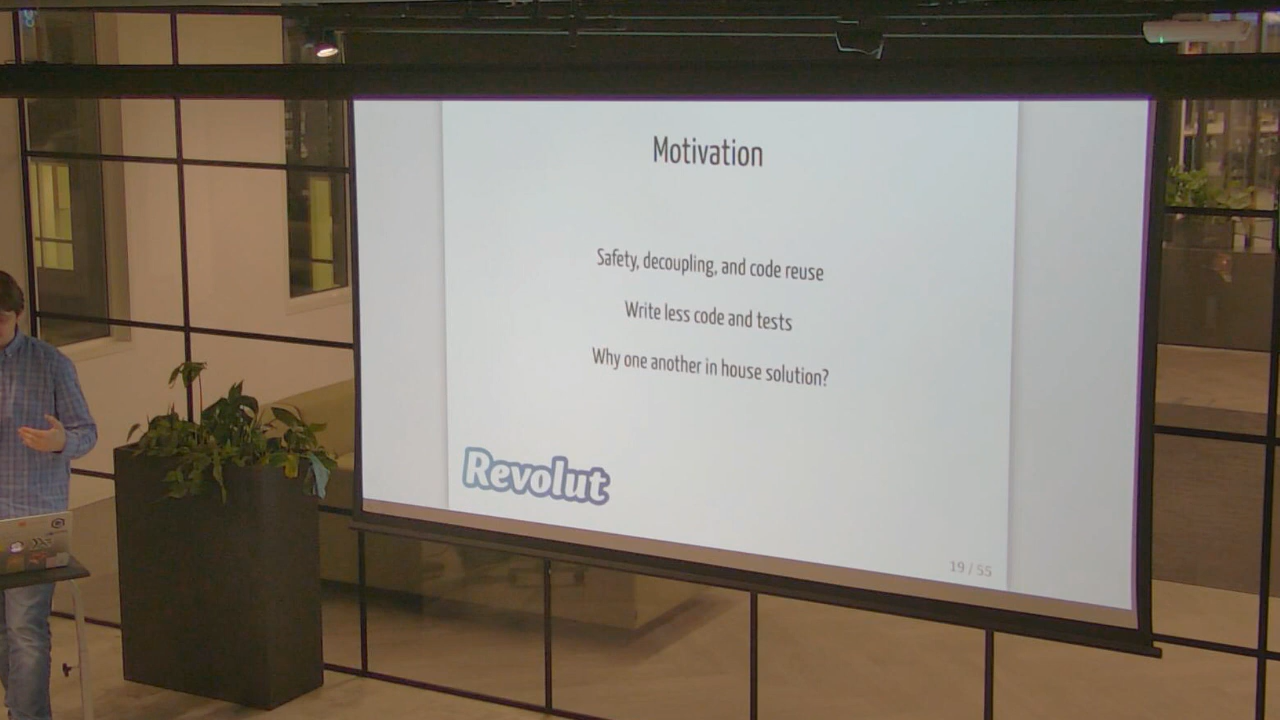 Motivation
Safety, decoupling, and code reuse
Write less code and tests
Why one another in house solution?
Revolut
19 / 55